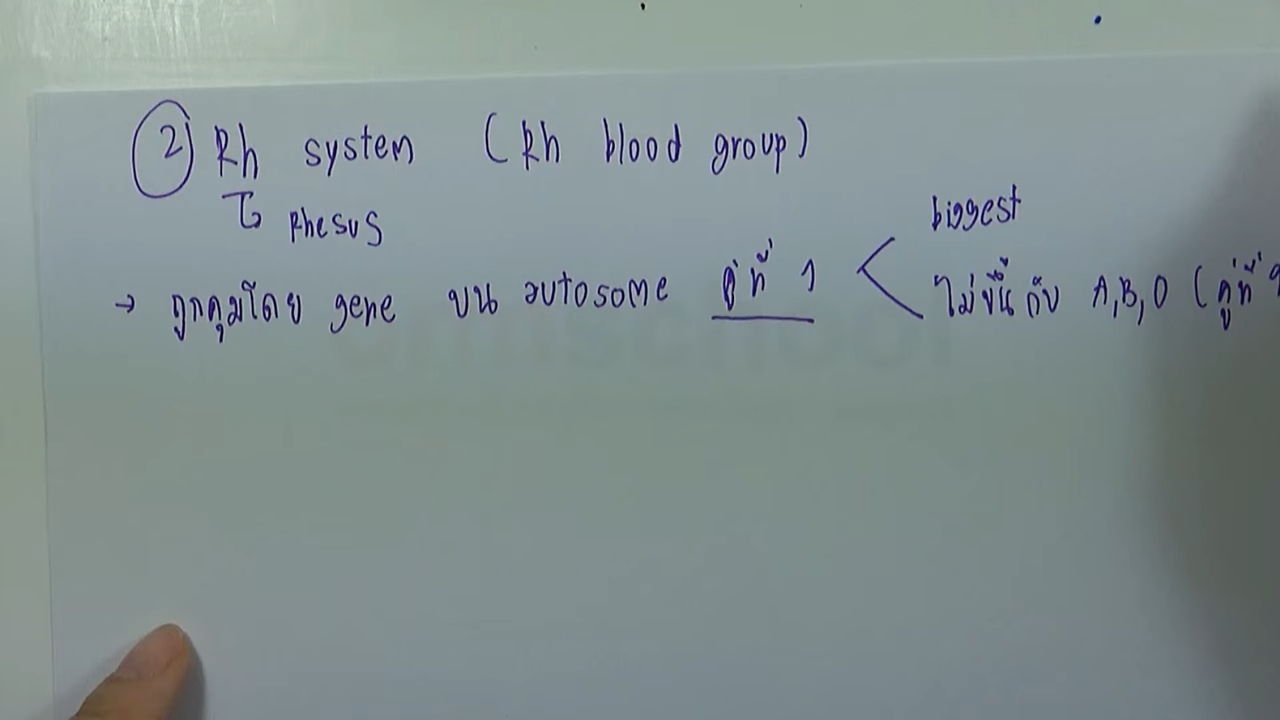 2 Rh system (Rh blood group)
Rhesus
→ ถูกคุมโดย gene บน autosome คู่ที่ 1
biggest
ไม่ขึ้นกับ A,B,O (คู่ที่ 9